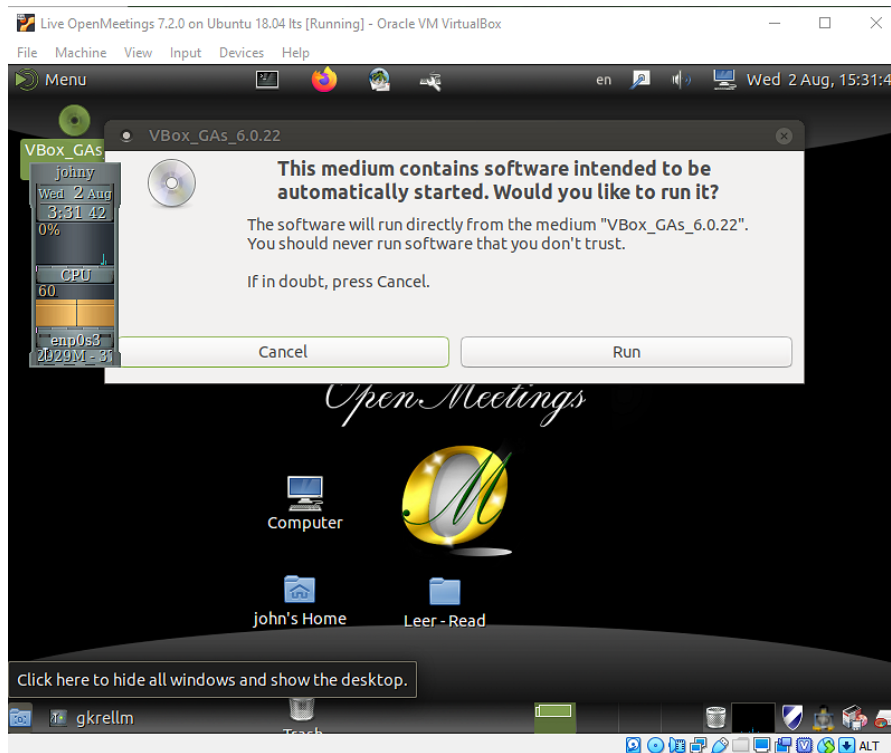 Live OpenMeetings 7.2.0 on Ubuntu 18.04 lts [Running] - Oracle VM VirtualBox
File Machine View Input Devices Help
Menu en Wed 2 Aug, 15:31:4
VBox_GAs_6.0.22
VBox_GAs
This medium contains software intended to be
automatically started. Would you like to run it?
The software will run directly from the medium "VBox_GAs_6.0.22".
You should never run software that you don't trust.
If in doubt, press Cancel.
Cancel Run
johny
Wed 2 Aug
3:31 42
0%
CPU
60
enp0s3
OpenMeetings
OM
Computer
john's Home
Leer - Read
Click here to hide all windows and show the desktop.
gkrellm
Trash
ALT